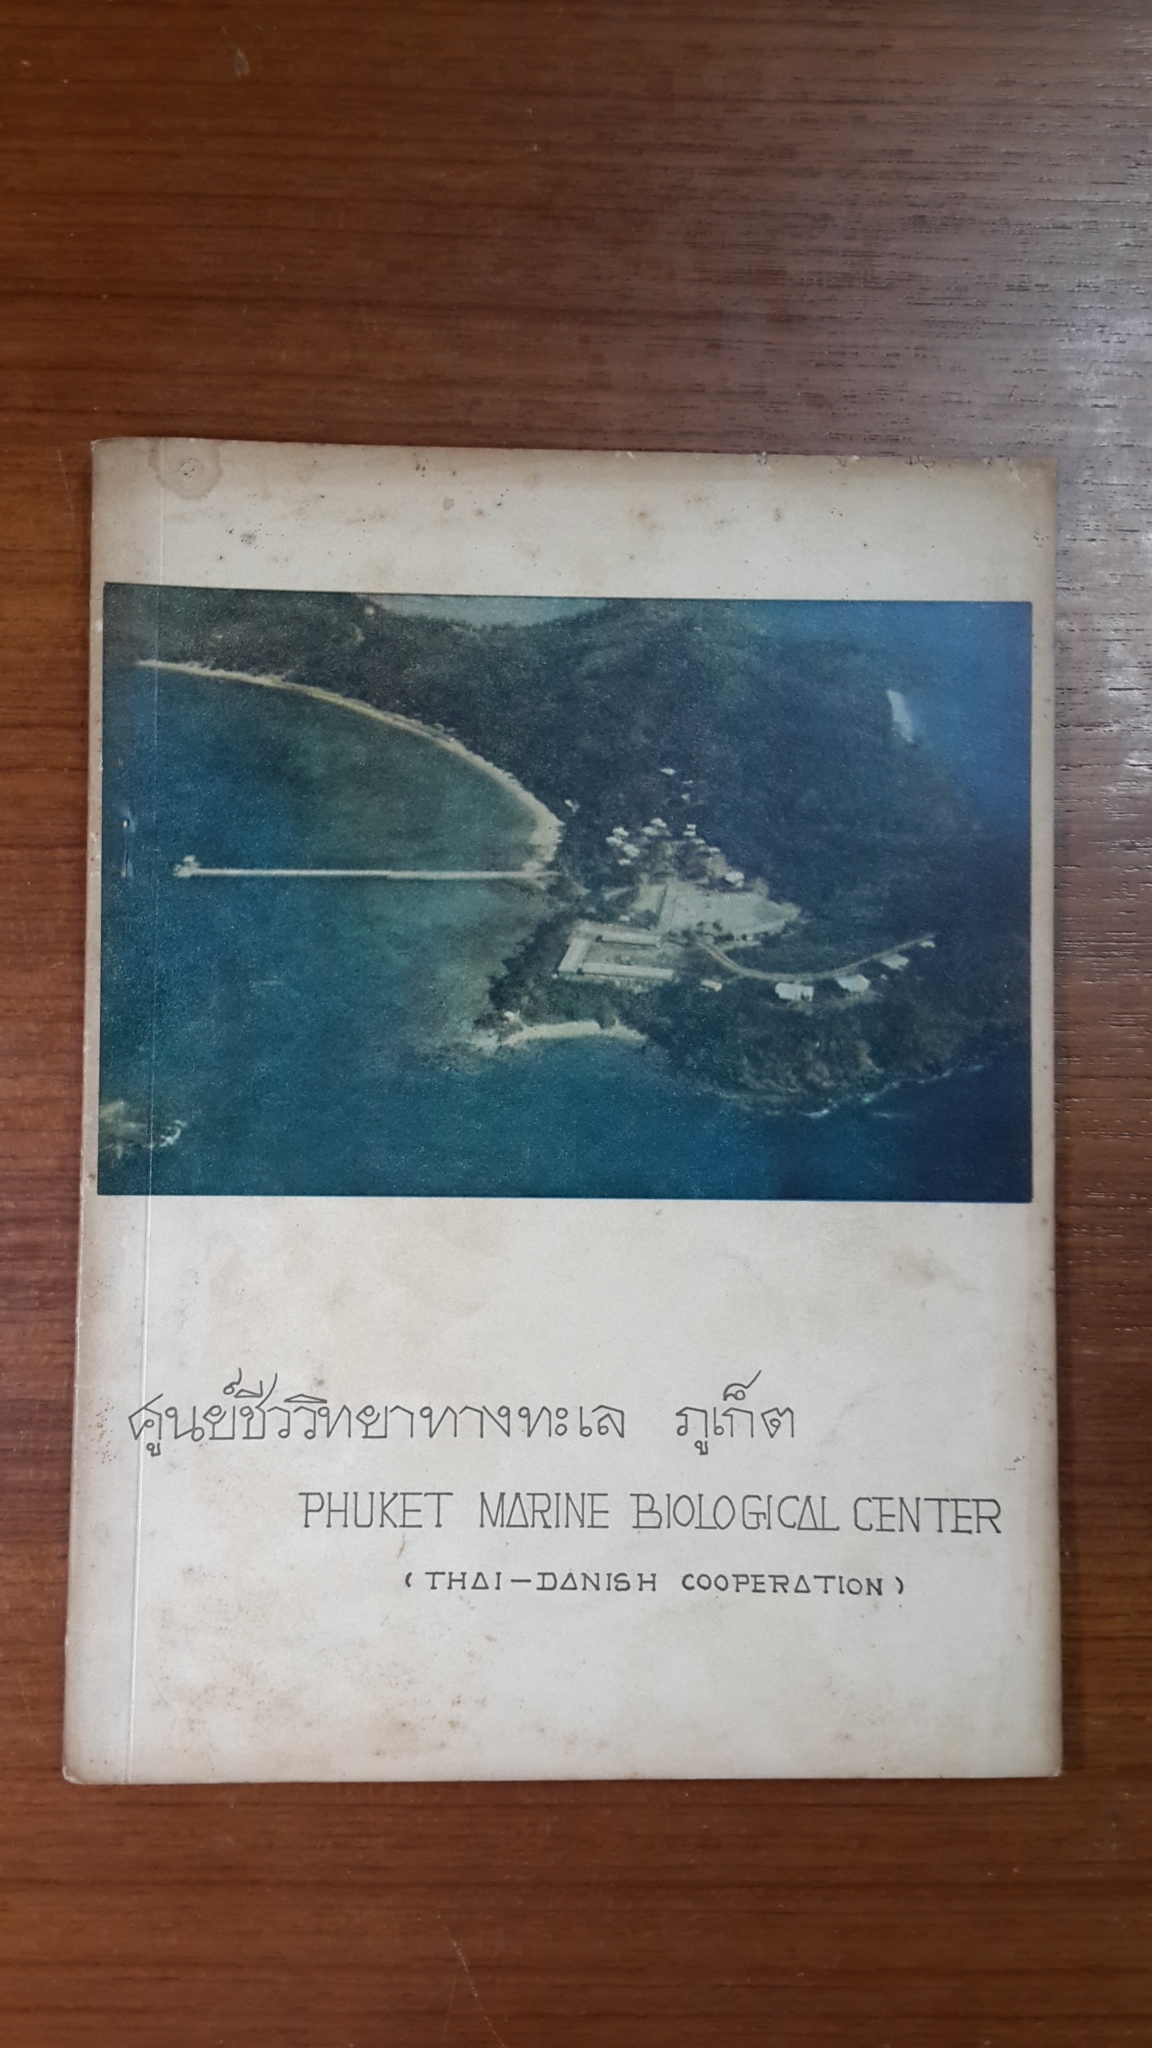 ศูนย์ชีววิทยาทางทะเล ภูเก็ต
PHUKET MARINE BIOLOGICAL CENTER
(THAI-DANISH COOPERATION)